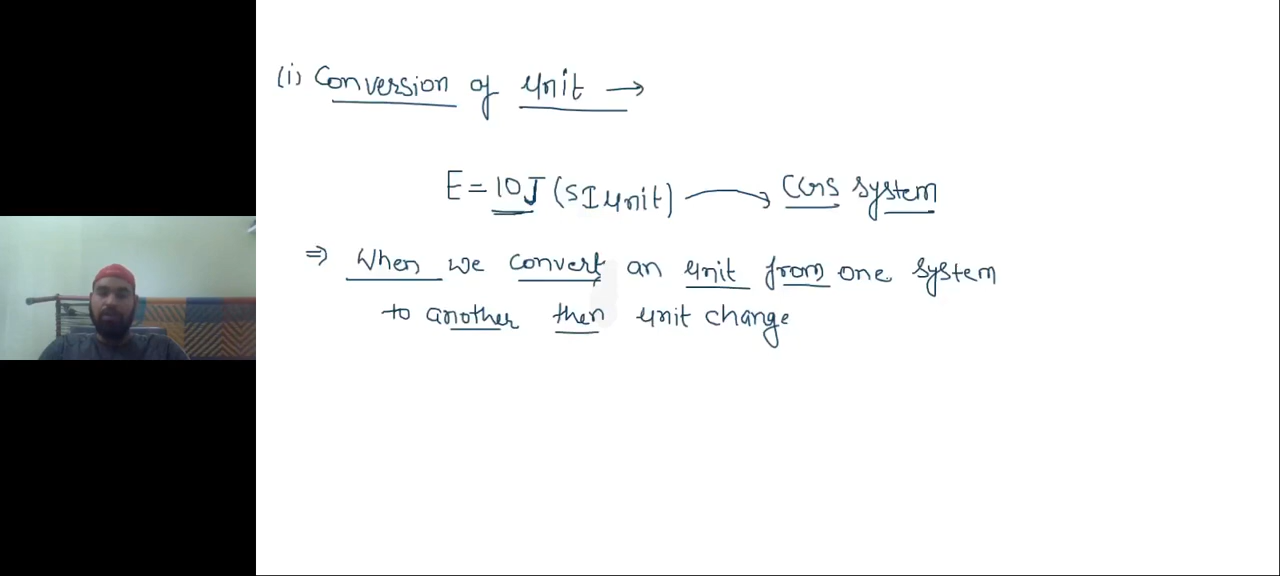 (i) Conversion of unit →
E = 10J (SI unit) → CGS system
⇒ When we convert an unit from one system
to another then unit change